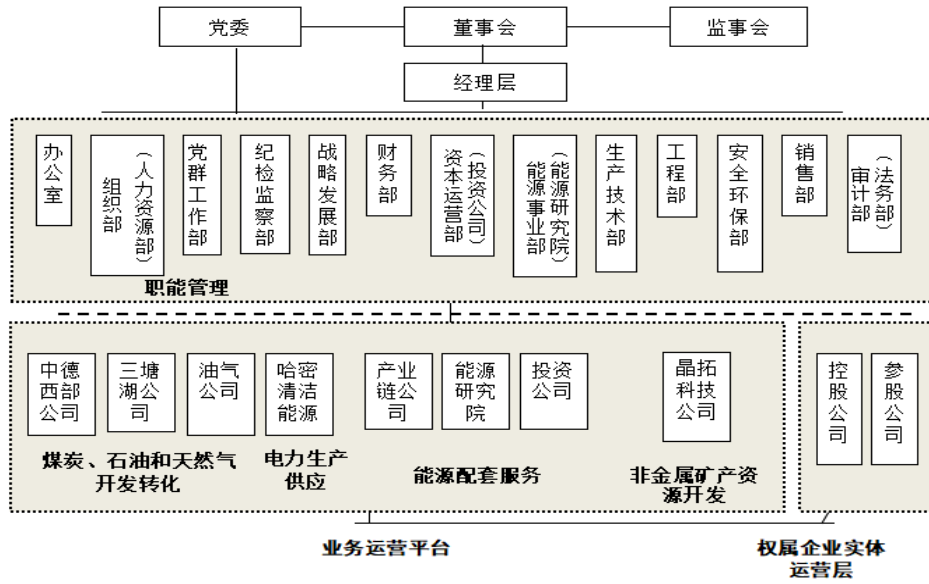 党委
董事会
监事会
经理层
办公室
（人力资源部）
组织部
党群工作部
纪检监察部
战略发展部
财务部
（投资公司）
资本运营部
（能源研究院）
能源事业部
生产技术部
工程部
安全环保部
销售部
（法务部）
审计部
职能管理
中德
西部
公司
三塘
湖公
司
油气
公司
哈密
清洁
能源
产业
链公
司
能源
研究
院
投资
公司
晶拓
科技
公司
控股公司
参股公司
煤炭、石油和天然气
开发转化
电力生产
供应
能源配套服务
非金属矿产资
源开发
业务运营平台
权属企业实体
运营层